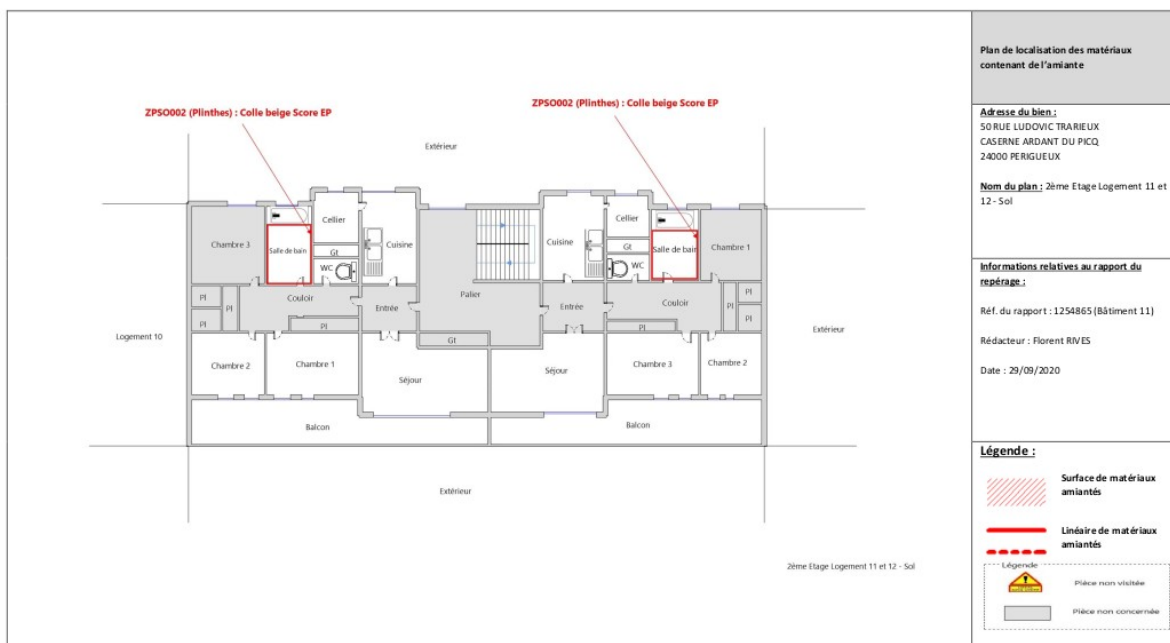 Plan de localisation des matériaux
contenant de l'amiante
Adresse du bien :
50 RUE LUDOVIC TRARIEUX
CASERNE ARDANT DU PICQ
24000 PERIGUEUX
Nom du plan : 2ème Etage Logement 11 et
12 - Sol
Informations relatives au rapport du
repérage :
Réf. du rapport : 1254865 (Bâtiment 11)
Rédacteur : Florent RIVES
Date : 29/09/2020
Légende :
Surface de matériaux
amiantés
Linéaire de matériaux
amiantés
Légende
Pièce non visitée
Pièce non concernée
ZPSO002 (Plinthes) : Colle beige Score EP
ZPSO002 (Plinthes) : Colle beige Score EP
Extérieur
Chambre 3
Salle de bain
Cellier
Gt
WC
Cuisine
Cuisine
Cellier
Gt
WC
Salle de bain
Chambre 1
Pl
Pl
Pl
Couloir
Pl
Entrée
Palier
Gt
Entrée
Couloir
Pl
Pl
Pl
Pl
Logement 10
Extérieur
Chambre 2
Chambre 1
Séjour
Séjour
Chambre 3
Chambre 2
Balcon
Balcon
Extérieur
2ème Etage Logement 11 et 12 - Sol